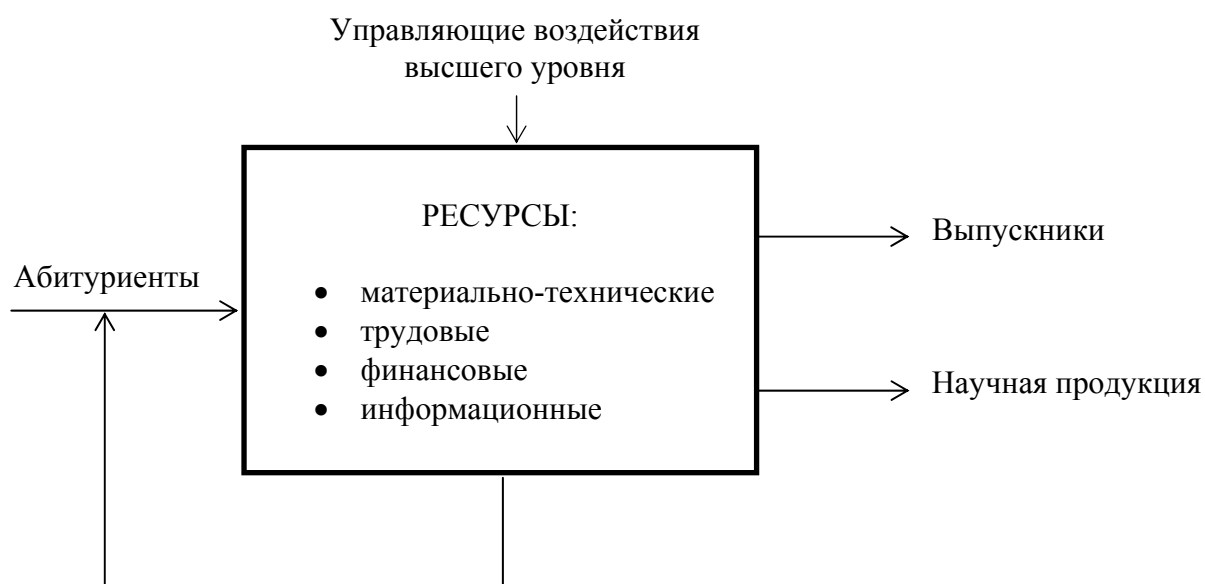 Управляющие воздействия
высшего уровня
РЕСУРСЫ:
Абитуриенты
• материально-технические
• трудовые
• финансовые
• информационные
Выпускники
Научная продукция